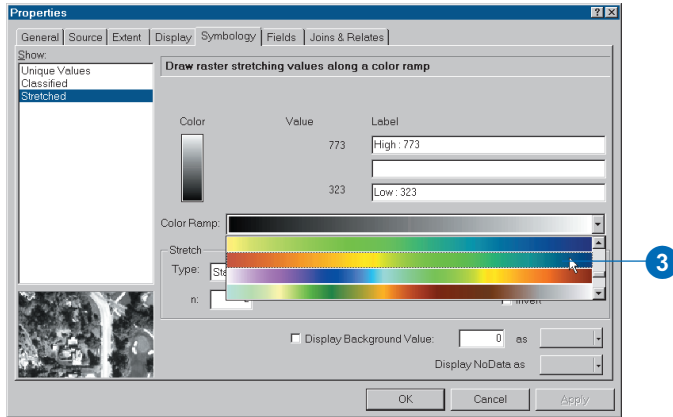 Properties
General Source Extent Display Symbology Fields Joins & Relates
Show:
Unique Values
Classified
Stretched
Draw raster stretching values along a color ramp
Color Value Label
773 High : 773
323 Low : 323
Color Ramp:
3
Stretch
Type:
n: Invert
Display Background Value: 0 as
Display NoData as
OK Cancel Apply